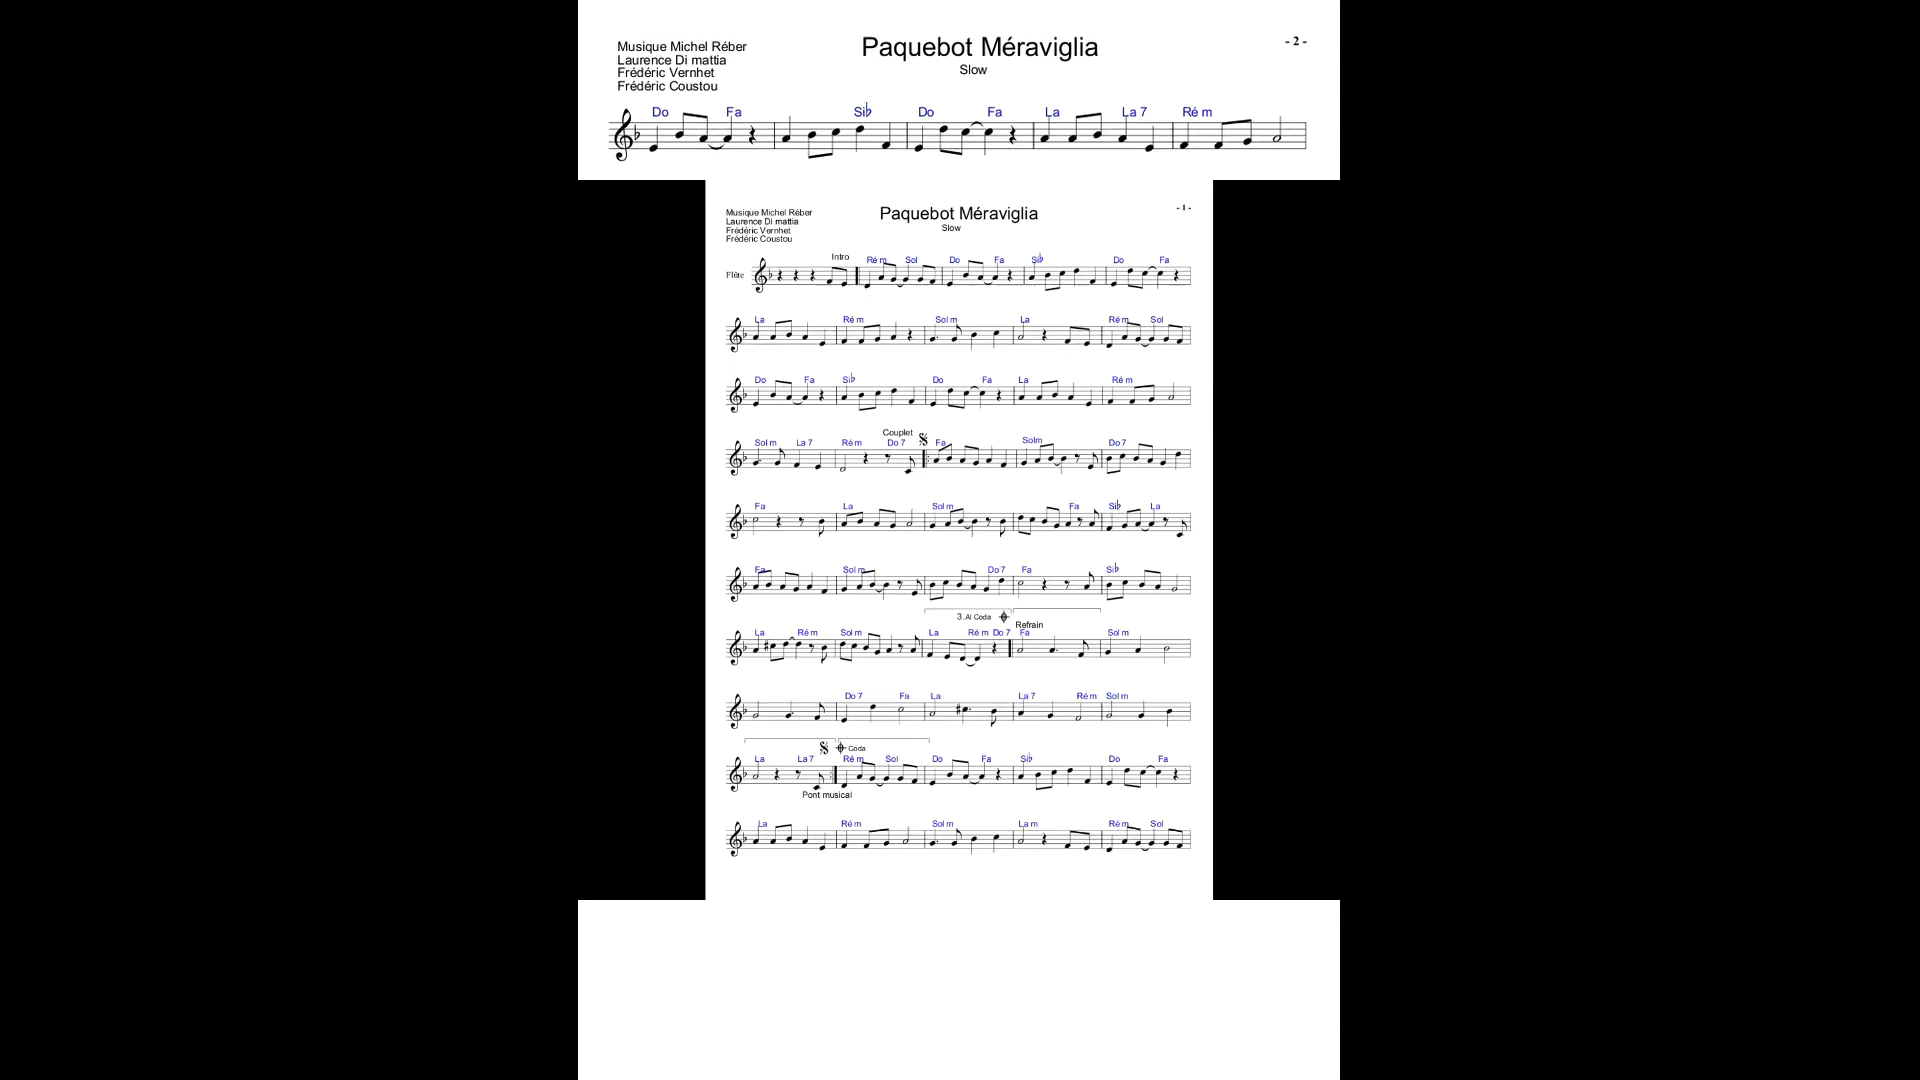 Musique Michel Réber
Laurence Di mattia
Frédéric Vernhet
Frédéric Coustou
Paquebot Méraviglia
Slow
- 2 -
Do Fa Si♭ Do Fa La La 7 Ré m
Musique Michel Réber
Laurence Di mattia
Frédéric Vernhet
Frédéric Coustou
Paquebot Méraviglia
Slow
- 1 -
Intro
Flûte
Ré m Sol Do Fa Si♭ Do Fa
La Ré m Sol m La Ré m Sol
Do Fa Si♭ Do Fa La Ré m
Couplet
Sol m La 7 Ré m Do 7 Fa Solm Do 7
Fa La Sol m Fa Si♭ La
Fa Sol m Do 7 Fa Si♭
3. Al Coda
Refrain
La Ré m Sol m La Ré m Do 7 Fa Sol m
Do 7 Fa La La 7 Ré m Sol m
Coda
La La 7 Ré m Sol Do Fa Si♭ Do Fa
Pont musical
La Ré m Sol m La m Ré m Sol